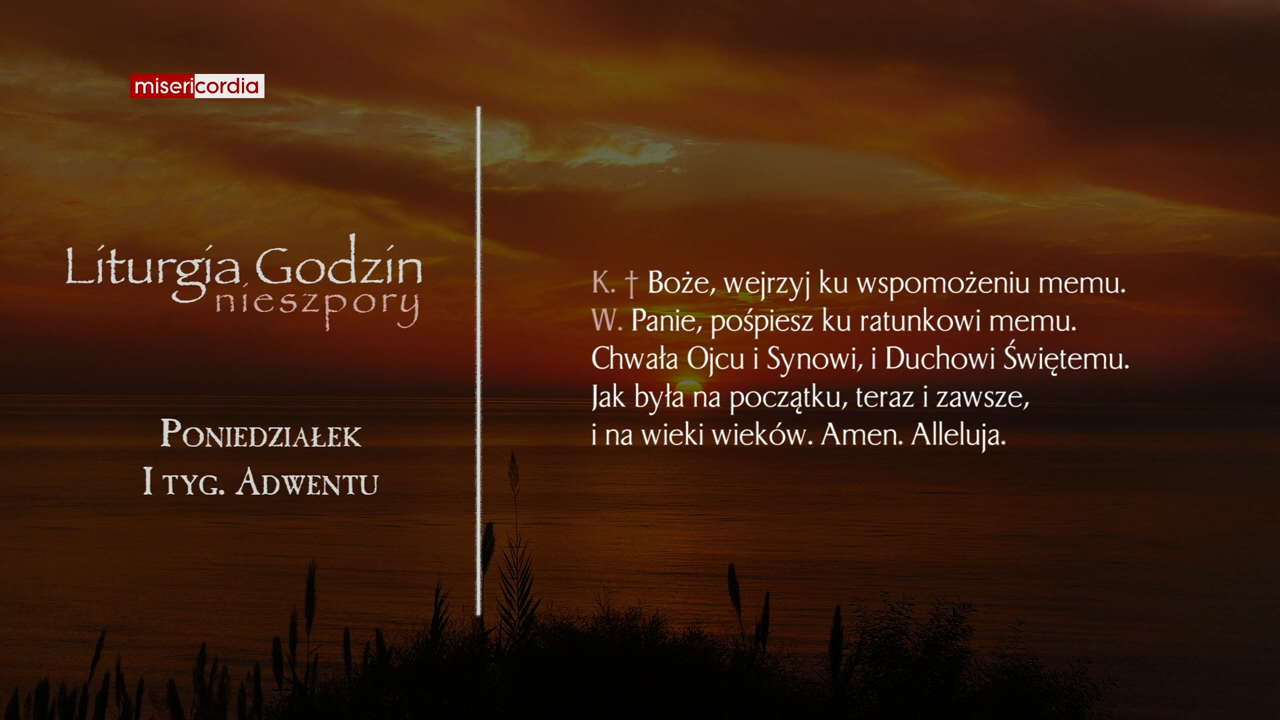 misericordia
Liturgia Godzin
nieszpory
Poniedziałek
I tyg. Adwentu
K. † Boże, wejrzyj ku wspomożeniu memu.
W. Panie, pośpiesz ku ratunkowi memu.
Chwała Ojcu i Synowi, i Duchowi Świętemu.
Jak była na początku, teraz i zawsze,
i na wieki wieków. Amen. Alleluja.